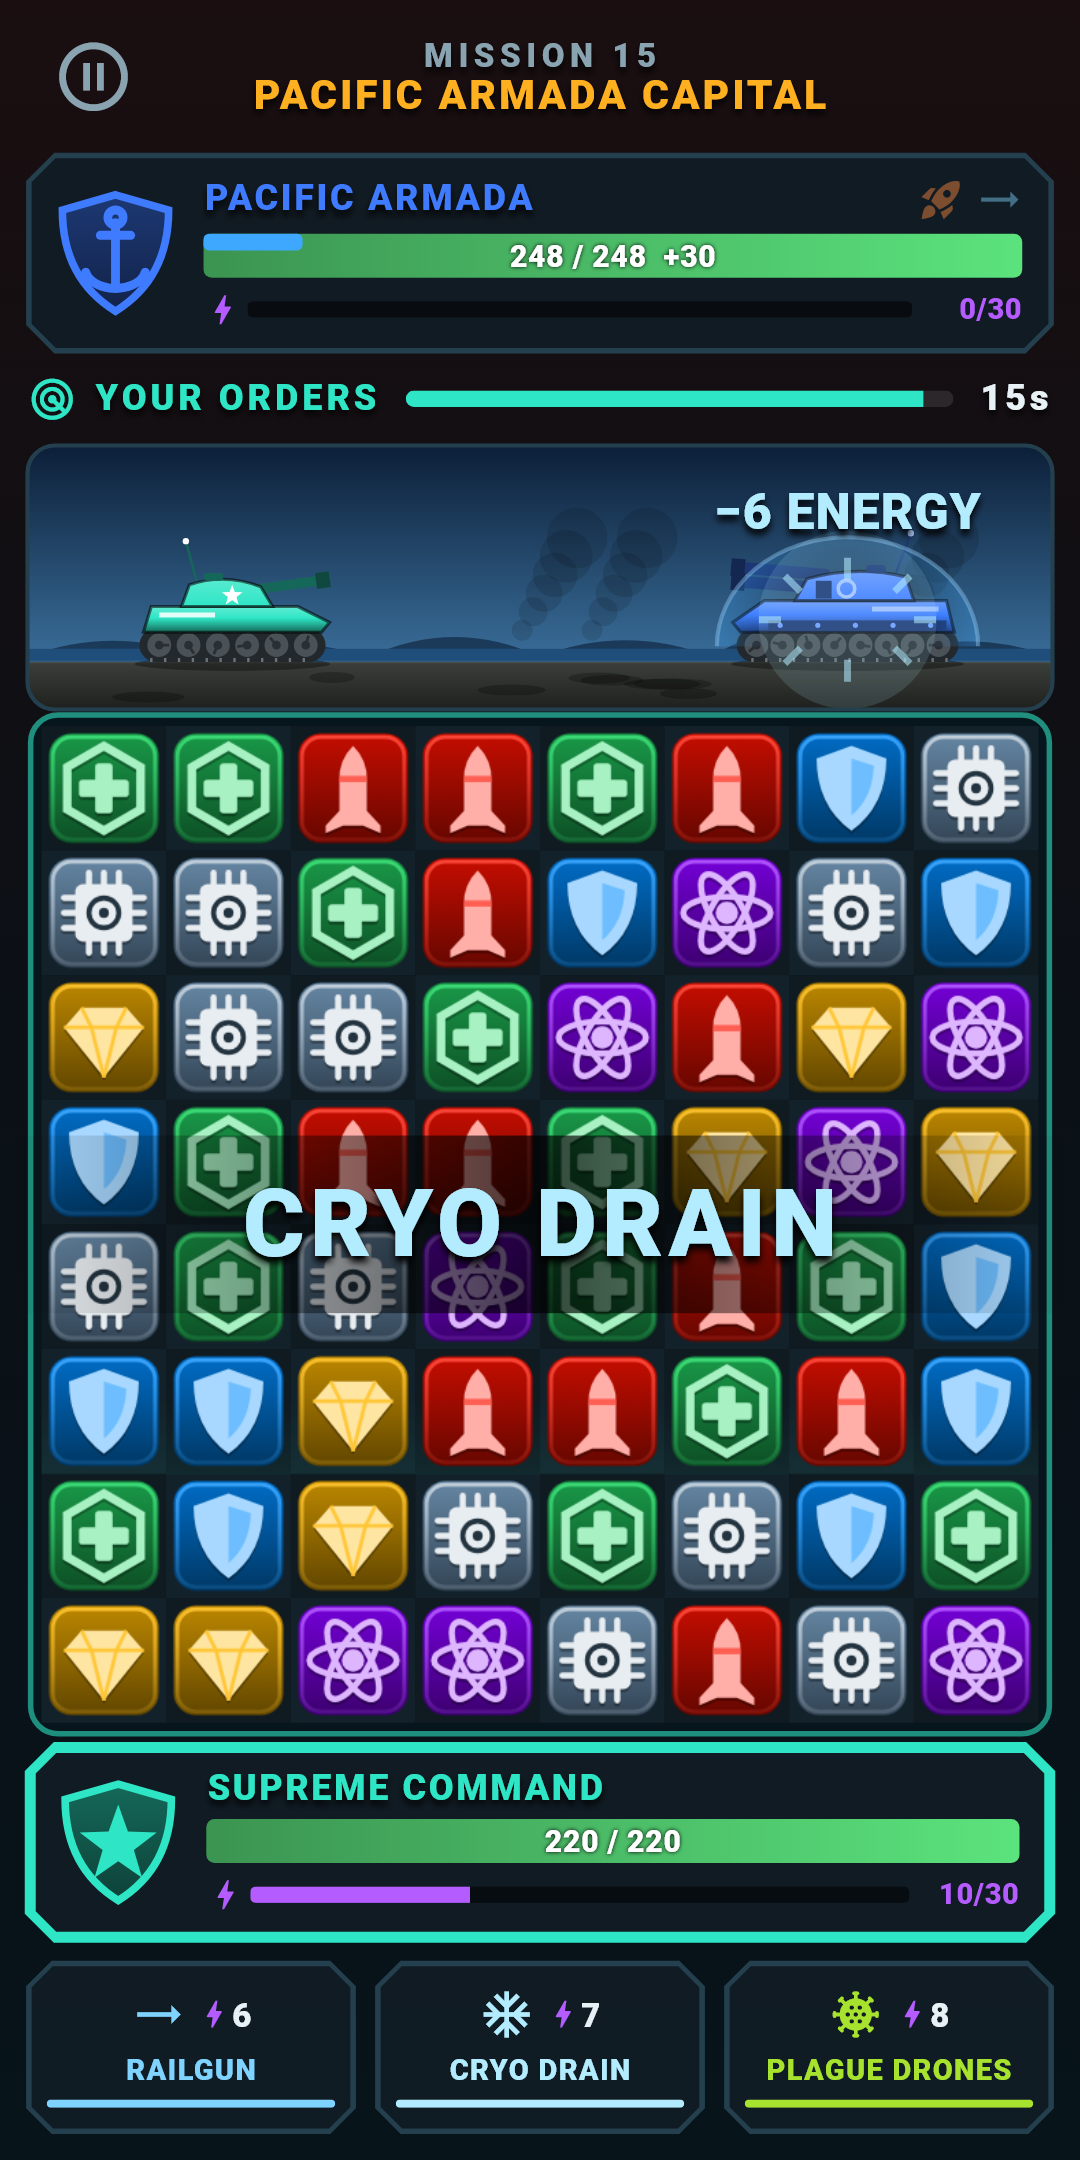 MISSION 15
PACIFIC ARMADA CAPITAL
PACIFIC ARMADA
248 / 248 +30
0/30
YOUR ORDERS
15s
−6 ENERGY
CRYO DRAIN
SUPREME COMMAND
220 / 220
10/30
6
RAILGUN
7
CRYO DRAIN
8
PLAGUE DRONES